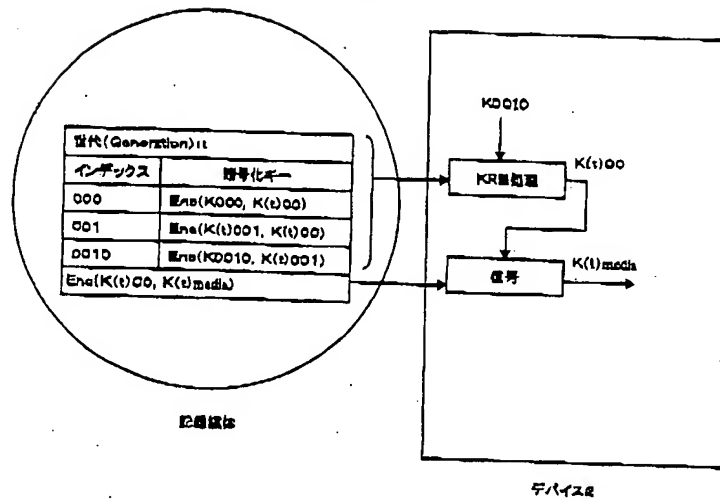 世代(Generation):t
インデックス 暗号化キー
000 Enc(K000, K(t)00)
001 Enc(K(t)001, K(t)00)
0010 Enc(K0010, K(t)001)
Enc(K(t)00, K(t)media)
記録媒体
K0010
KRB処理
K(t)00
復号
K(t)media
デバイス2